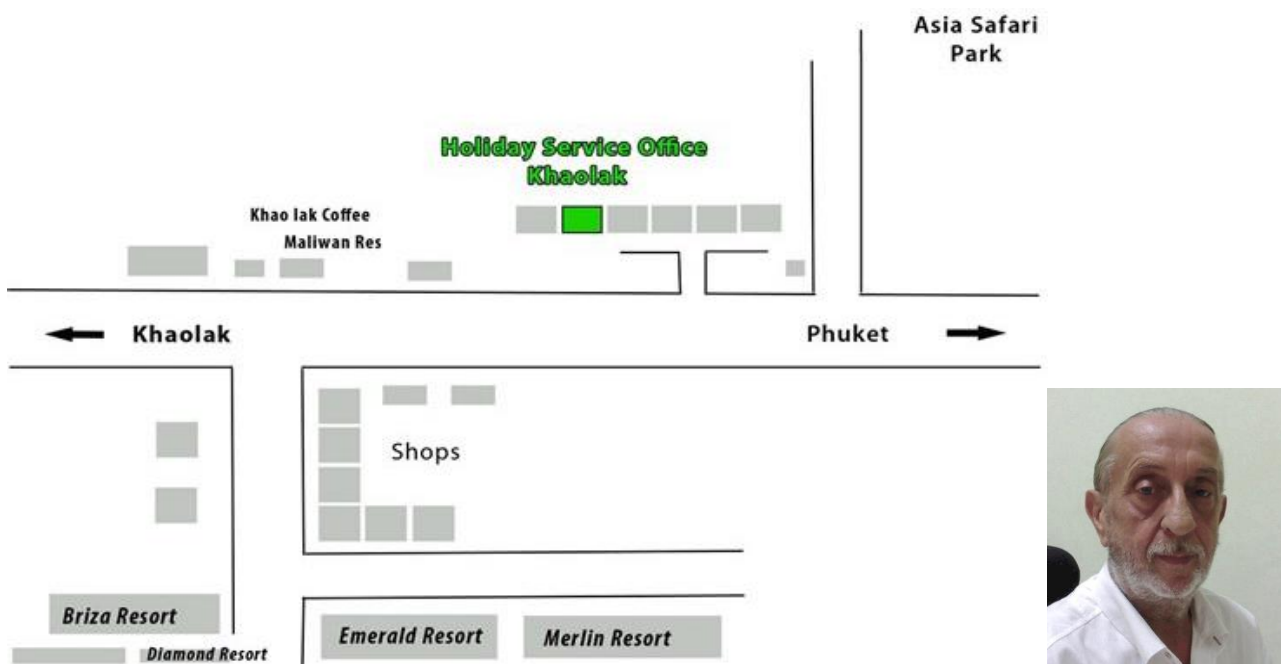 Asia Safari
Park
Holiday Service Office
Khaolak
Khao lak Coffee
Maliwan Res
Khaolak
Phuket
Shops
Briza Resort
Emerald Resort
Merlin Resort
Diamond Resort